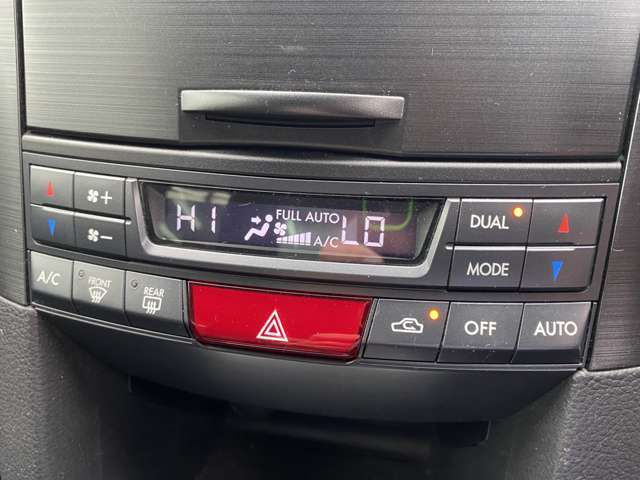 HI FULL AUTO LO
A/C
DUAL
MODE
A/C FRONT REAR
OFF AUTO